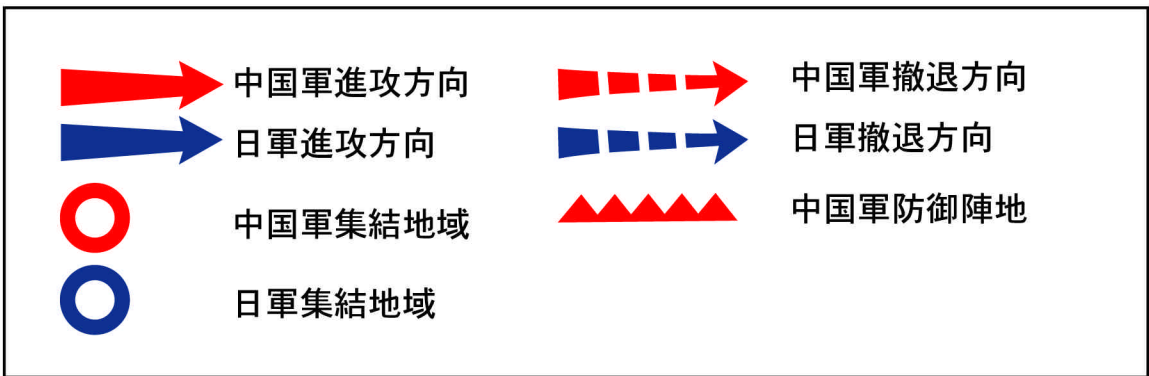 中国軍進攻方向
日軍進攻方向
中国軍集結地域
日軍集結地域
中国軍撤退方向
日軍撤退方向
中国軍防御陣地